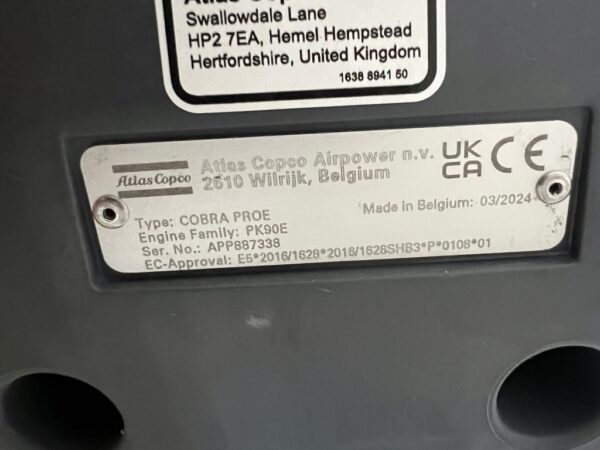 Swallowdale Lane
HP2 7EA, Hemel Hempstead
Hertfordshire, United Kingdom
1638 8941 50
Atlas Copco
Atlas Copco Airpower n.v.
2610 Wilrijk, Belgium
UK
CA CE
Type: COBRA PROE
Made in Belgium: 03/2024
Engine Family: PK90E
Ser. No.: APP887338
EC-Approval: E5*2016/1628*2016/1628SHB3*P*0108*01